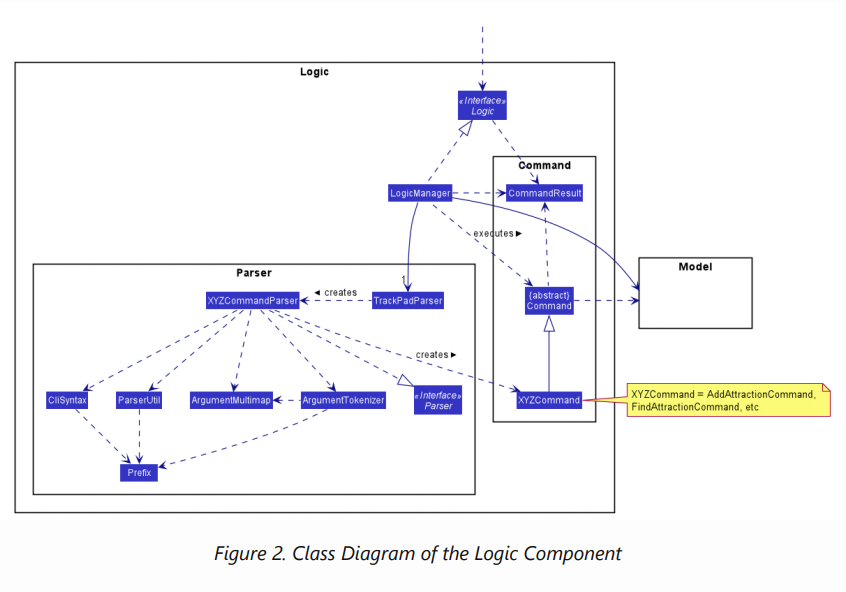 Logic
«Interface»
Logic
Command
LogicManager
CommandResult
executes ►
Parser
Model
1
◄ creates
{abstract}
Command
XYZCommandParser
TrackPadParser
creates ►
CliSyntax
ParserUtil
ArgumentMultimap
ArgumentTokenizer
«Interface»
Parser
XYZCommand
XYZCommand = AddAttractionCommand,
FindAttractionCommand, etc
Prefix
Figure 2. Class Diagram of the Logic Component